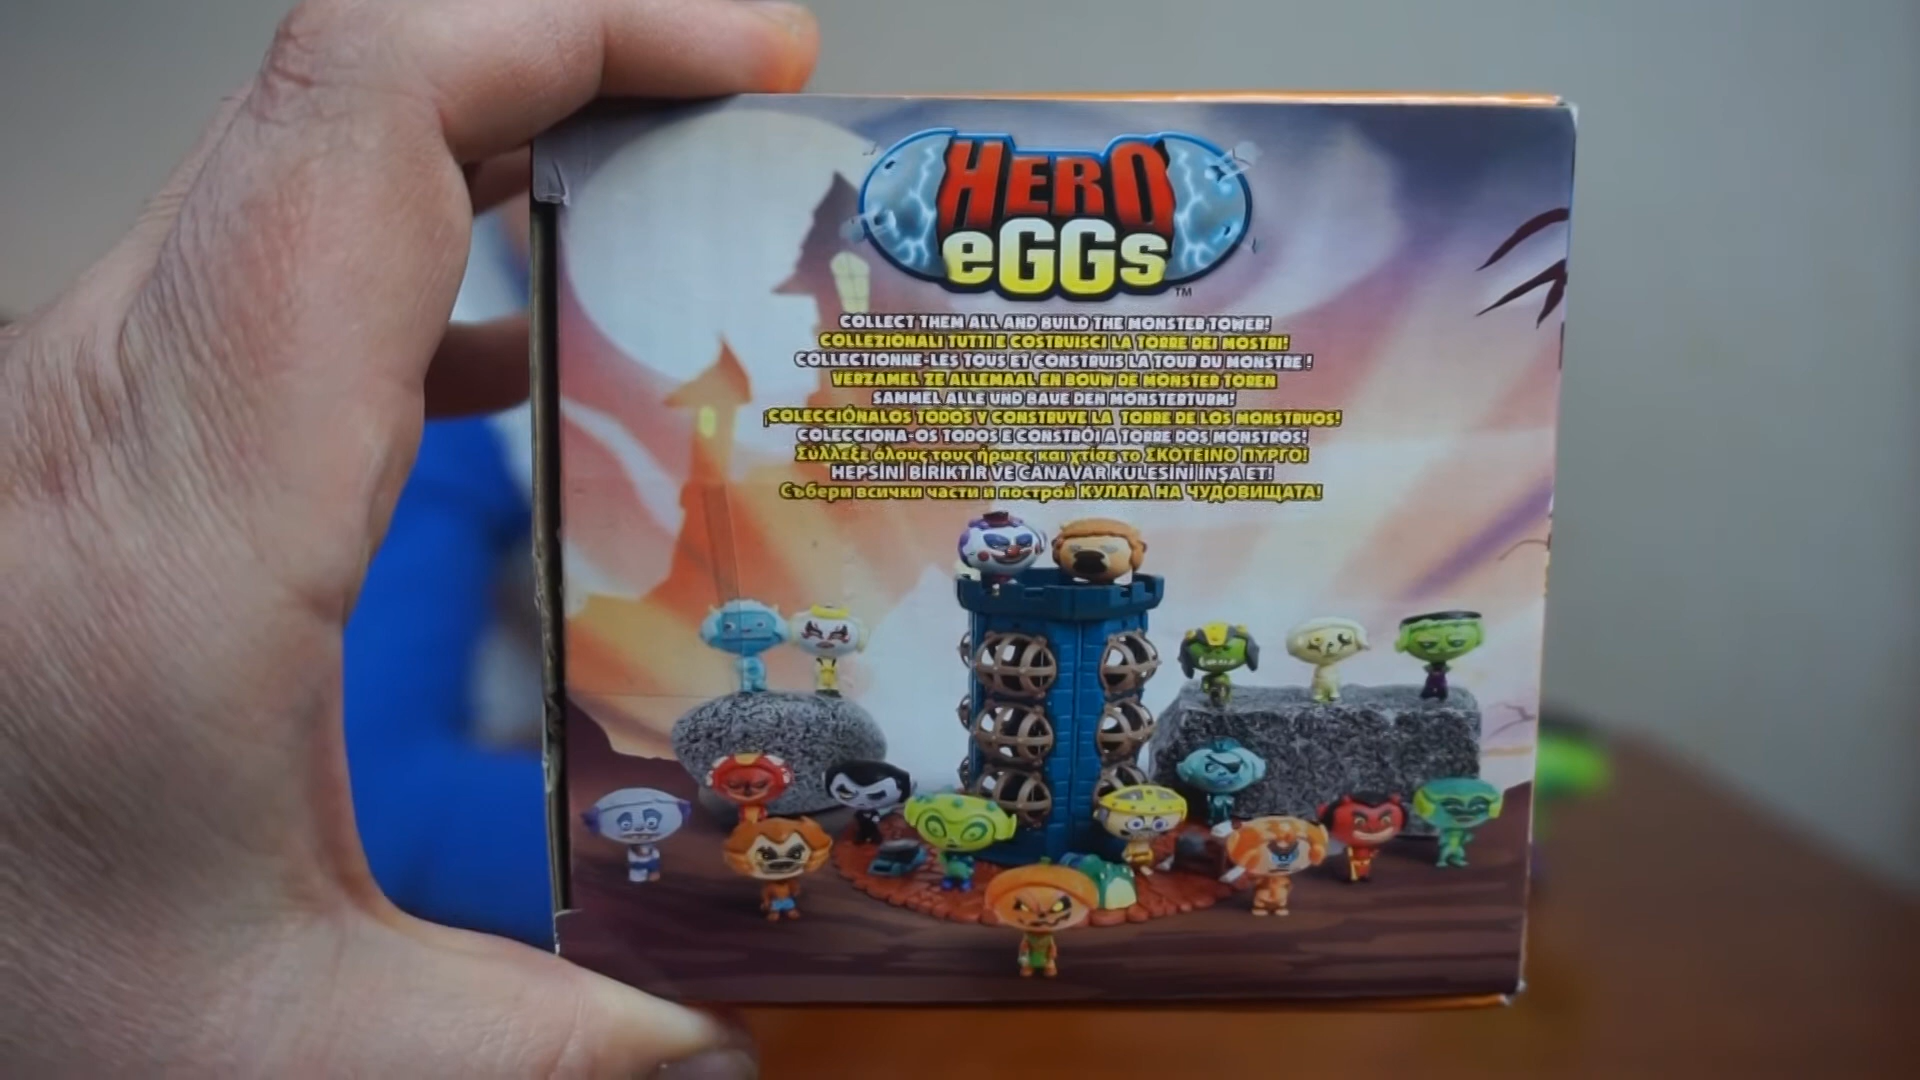 HERO
eGGs
TM
COLLECT THEM ALL AND BUILD THE MONSTER TOWER!
COLLEZIONALI TUTTI E COSTRUISCI LA TORRE DEI MOSTRI!
COLLECTIONNE-LES TOUS ET CONSTRUIS LA TOUR DU MONSTRE !
VERZAMEL ZE ALLEMAAL EN BOUW DE MONSTER TOREN
SAMMEL ALLE UND BAUE DEN MONSTERTURM!
¡COLECCIÓNALOS TODOS Y CONSTRUYE LA TORRE DE LOS MONSTRUOS!
COLECCIONA-OS TODOS E CONSTRÓI A TORRE DOS MONSTROS!
Σύλλεξε όλους τους ήρωες και χτίσε το ΣΚΟΤΕΙΝΟ ΠΥΡΓΟ!
HEPSİNİ BİRİKTİR VE CANAVAR KULESİNİ İNŞA ET!
Събери всички части и построй КУЛАТА НА ЧУДОВИЩАТА!